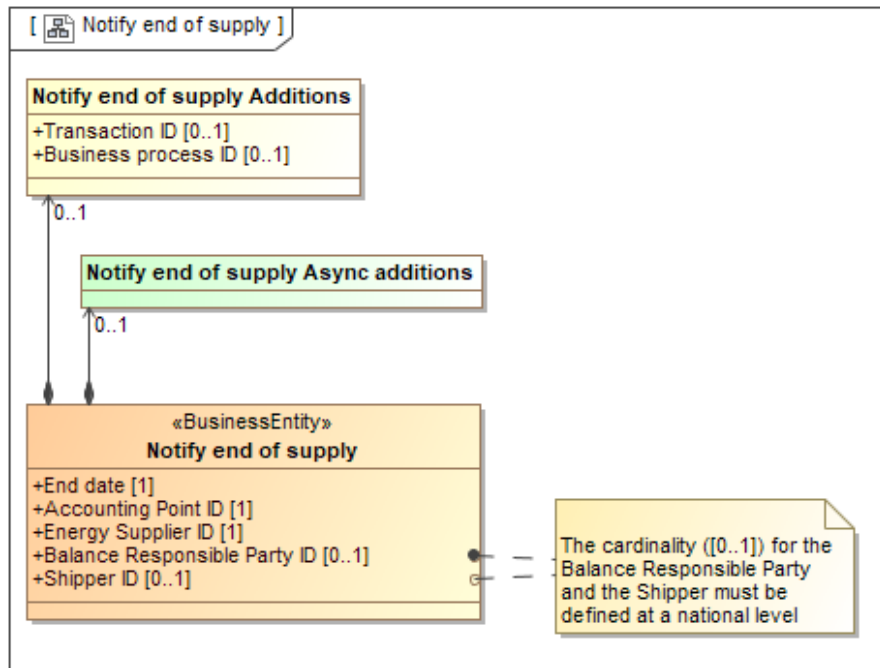 [ Notify end of supply ]
Notify end of supply Additions
+Transaction ID [0..1]
+Business process ID [0..1]
0..1
Notify end of supply Async additions
0..1
«BusinessEntity»
Notify end of supply
+End date [1]
+Accounting Point ID [1]
+Energy Supplier ID [1]
+Balance Responsible Party ID [0..1]
+Shipper ID [0..1]
The cardinality ([0..1]) for the
Balance Responsible Party
and the Shipper must be
defined at a national level